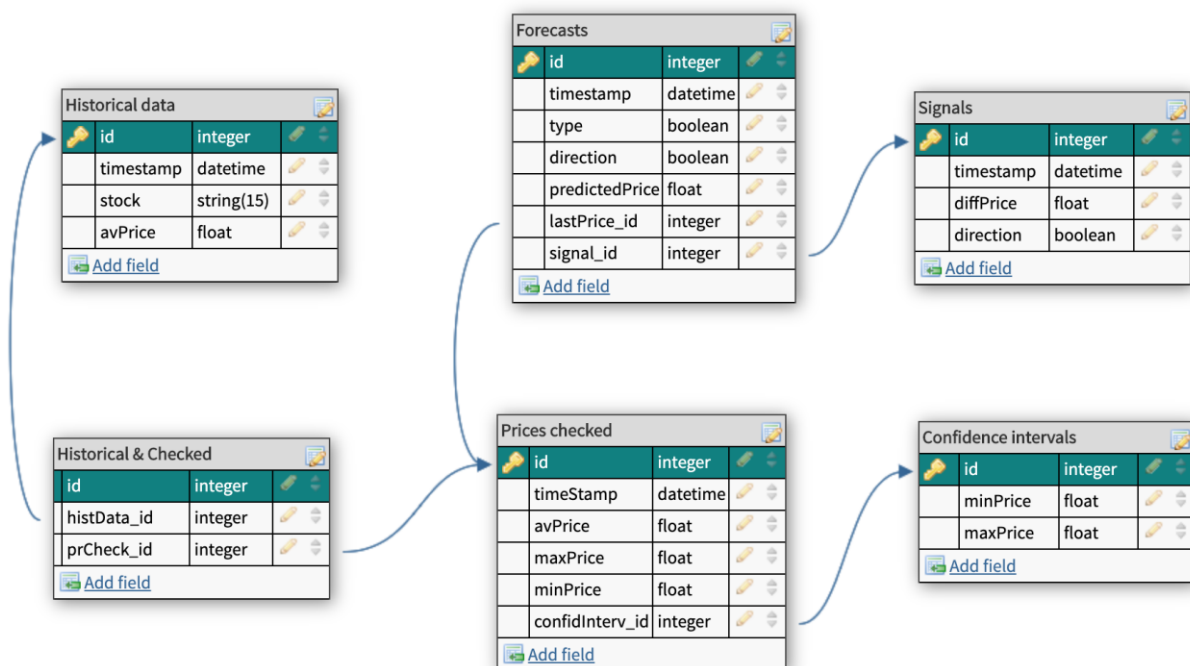 Historical data
id integer
timestamp datetime
stock string(15)
avPrice float
Add field
Forecasts
id integer
timestamp datetime
type boolean
direction boolean
predictedPrice float
lastPrice_id integer
signal_id integer
Add field
Signals
id integer
timestamp datetime
diffPrice float
direction boolean
Add field
Historical & Checked
id integer
histData_id integer
prCheck_id integer
Add field
Prices checked
id integer
timeStamp datetime
avPrice float
maxPrice float
minPrice float
confidInterv_id integer
Add field
Confidence intervals
id integer
minPrice float
maxPrice float
Add field